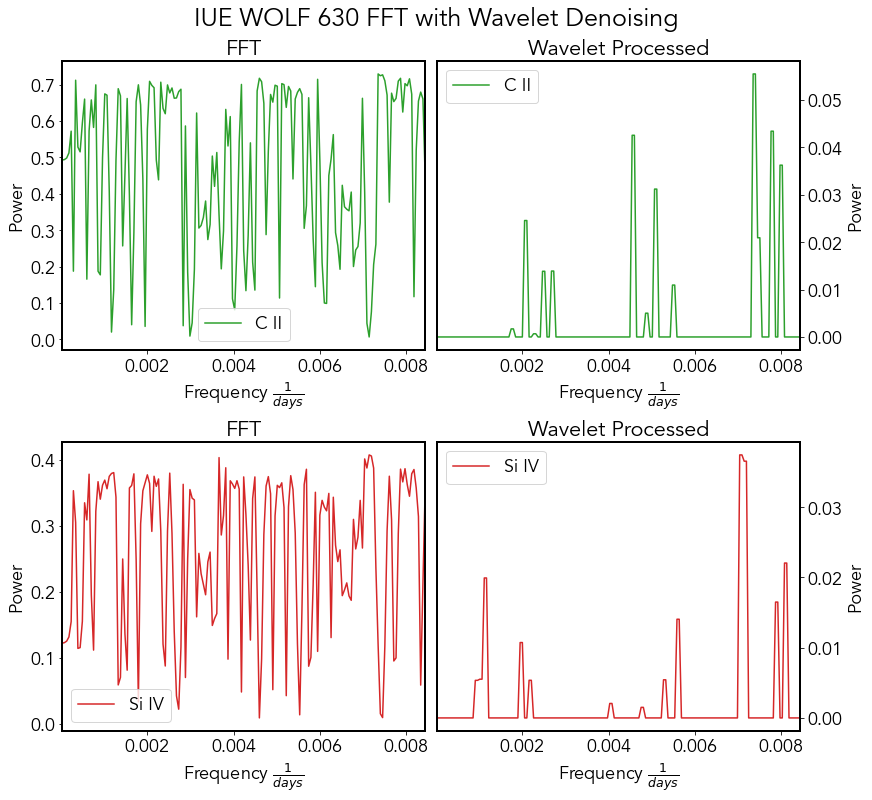 IUE WOLF 630 FFT with Wavelet Denoising
FFT
Wavelet Processed
0.7
0.6
0.5
0.4
0.3
0.2
0.1
0.0
Power
C II
0.002
0.004
0.006
0.008
Frequency 1/days
C II
0.05
0.04
0.03
0.02
0.01
0.00
Power
0.002
0.004
0.006
0.008
Frequency 1/days
FFT
Wavelet Processed
0.4
0.3
0.2
0.1
0.0
Power
Si IV
0.002
0.004
0.006
0.008
Frequency 1/days
Si IV
0.03
0.02
0.01
0.00
Power
0.002
0.004
0.006
0.008
Frequency 1/days